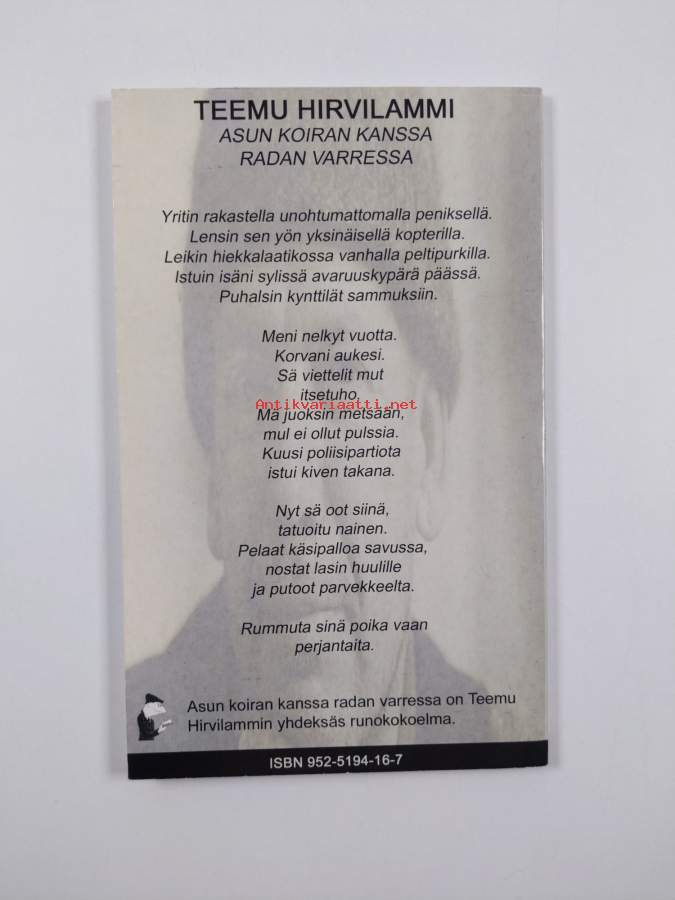 TEEMU HIRVILAMMI
ASUN KOIRAN KANSSA
RADAN VARRESSA
Yritin rakastella unohtumattomalla peniksellä.
Lensin sen yön yksinäisellä kopterilla.
Leikin hiekkalaatikossa vanhalla peltipurkilla.
Istuin isäni sylissä avaruuskypärä päässä.
Puhalsin kynttilät sammuksiin.
Meni nelkyt vuotta.
Korvani aukesi.
Sä viettelit mut
itsetuho.
Antikvariaatti.net
Mä juoksin metsään,
mul ei ollut pulssia.
Kuusi poliisipartiota
istui kiven takana.
Nyt sä oot siinä,
tatuoitu nainen.
Pelaat käsipalloa savussa,
nostat lasin huulille
ja putoot parvekkeelta.
Rummuta sinä poika vaan
perjantaita.
Asun koiran kanssa radan varressa on Teemu
Hirvilammin yhdeksäs runokokoelma.
ISBN 952-5194-16-7